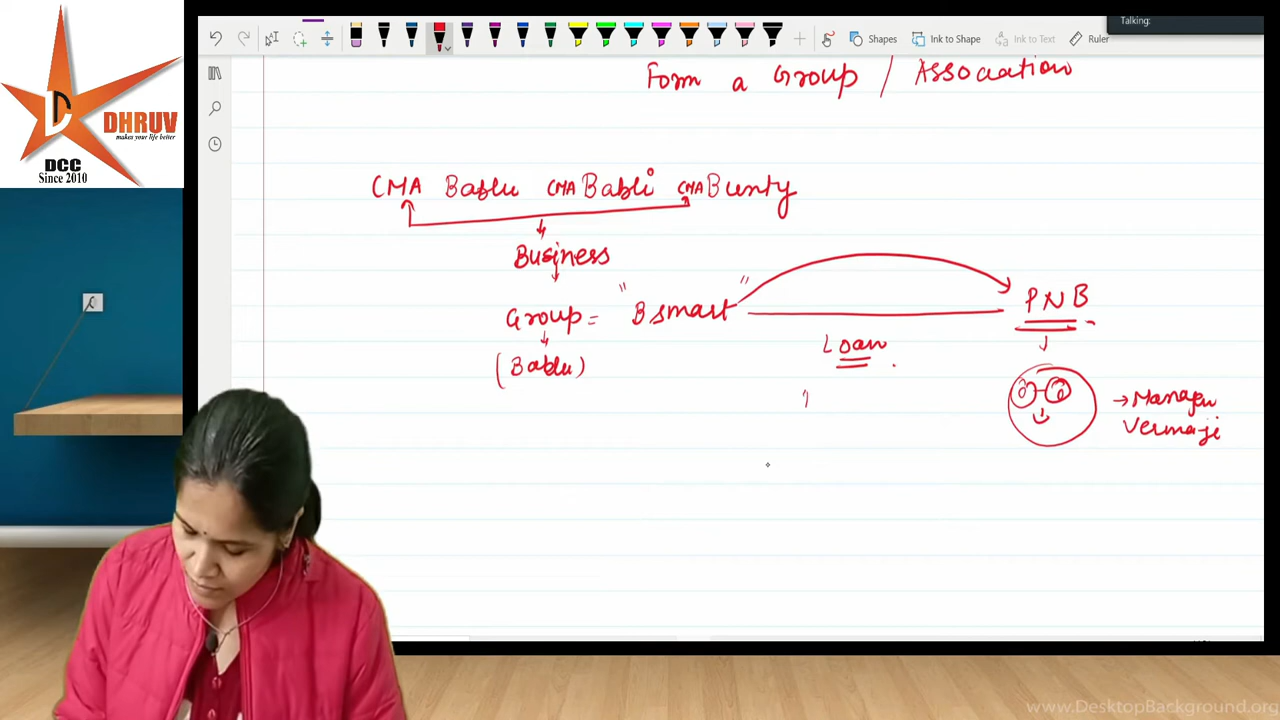 Talking:
Shapes
Ink to Shape
Ink to Text
Ruler
D
DHRUV
makes your life better
DCC
Since 2010
Form a Group / Association
CMA Bablu CMA Babli CMA Bunty
Business
Group = "B smart"
PNB
Loan
(Bablu)
→ Manager
Vermaji
www.DesktopBackground.org